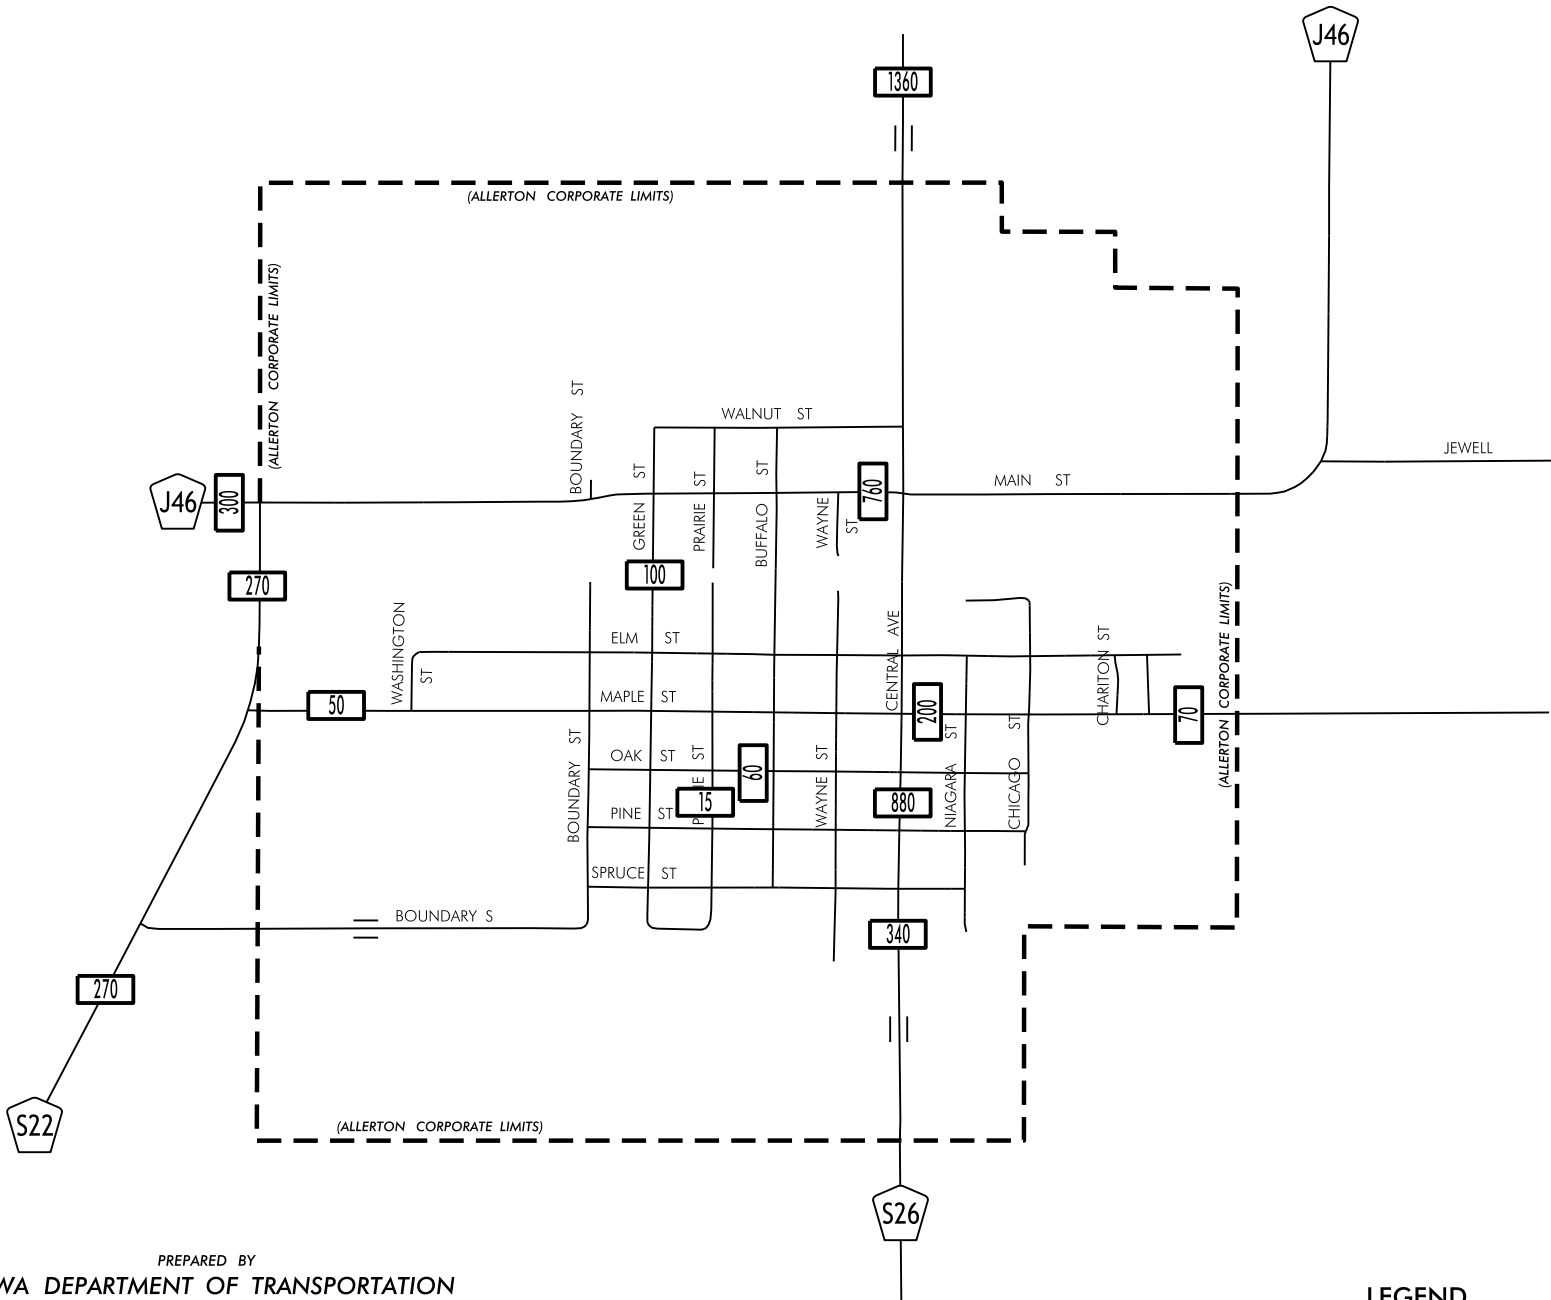 J46
1360
(ALLERTON CORPORATE LIMITS)
(ALLERTON CORPORATE LIMITS)
BOUNDARY ST
WALNUT ST
JEWELL
J46
300
GREEN ST
PRAIRIE ST
BUFFALO ST
WAYNE ST
760
MAIN ST
270
100
WASHINGTON ST
ELM ST
CENTRAL AVE
CHARITON ST
(ALLERTON CORPORATE LIMITS)
50
MAPLE ST
200
70
BOUNDARY ST
OAK ST
ST
60
WAYNE ST
NIAGARA ST
CHICAGO ST
15
880
PINE ST
SPRUCE ST
BOUNDARY S
340
270
S22
(ALLERTON CORPORATE LIMITS)
S26
PREPARED BY
WA DEPARTMENT OF TRANSPORTATION
LEGEND